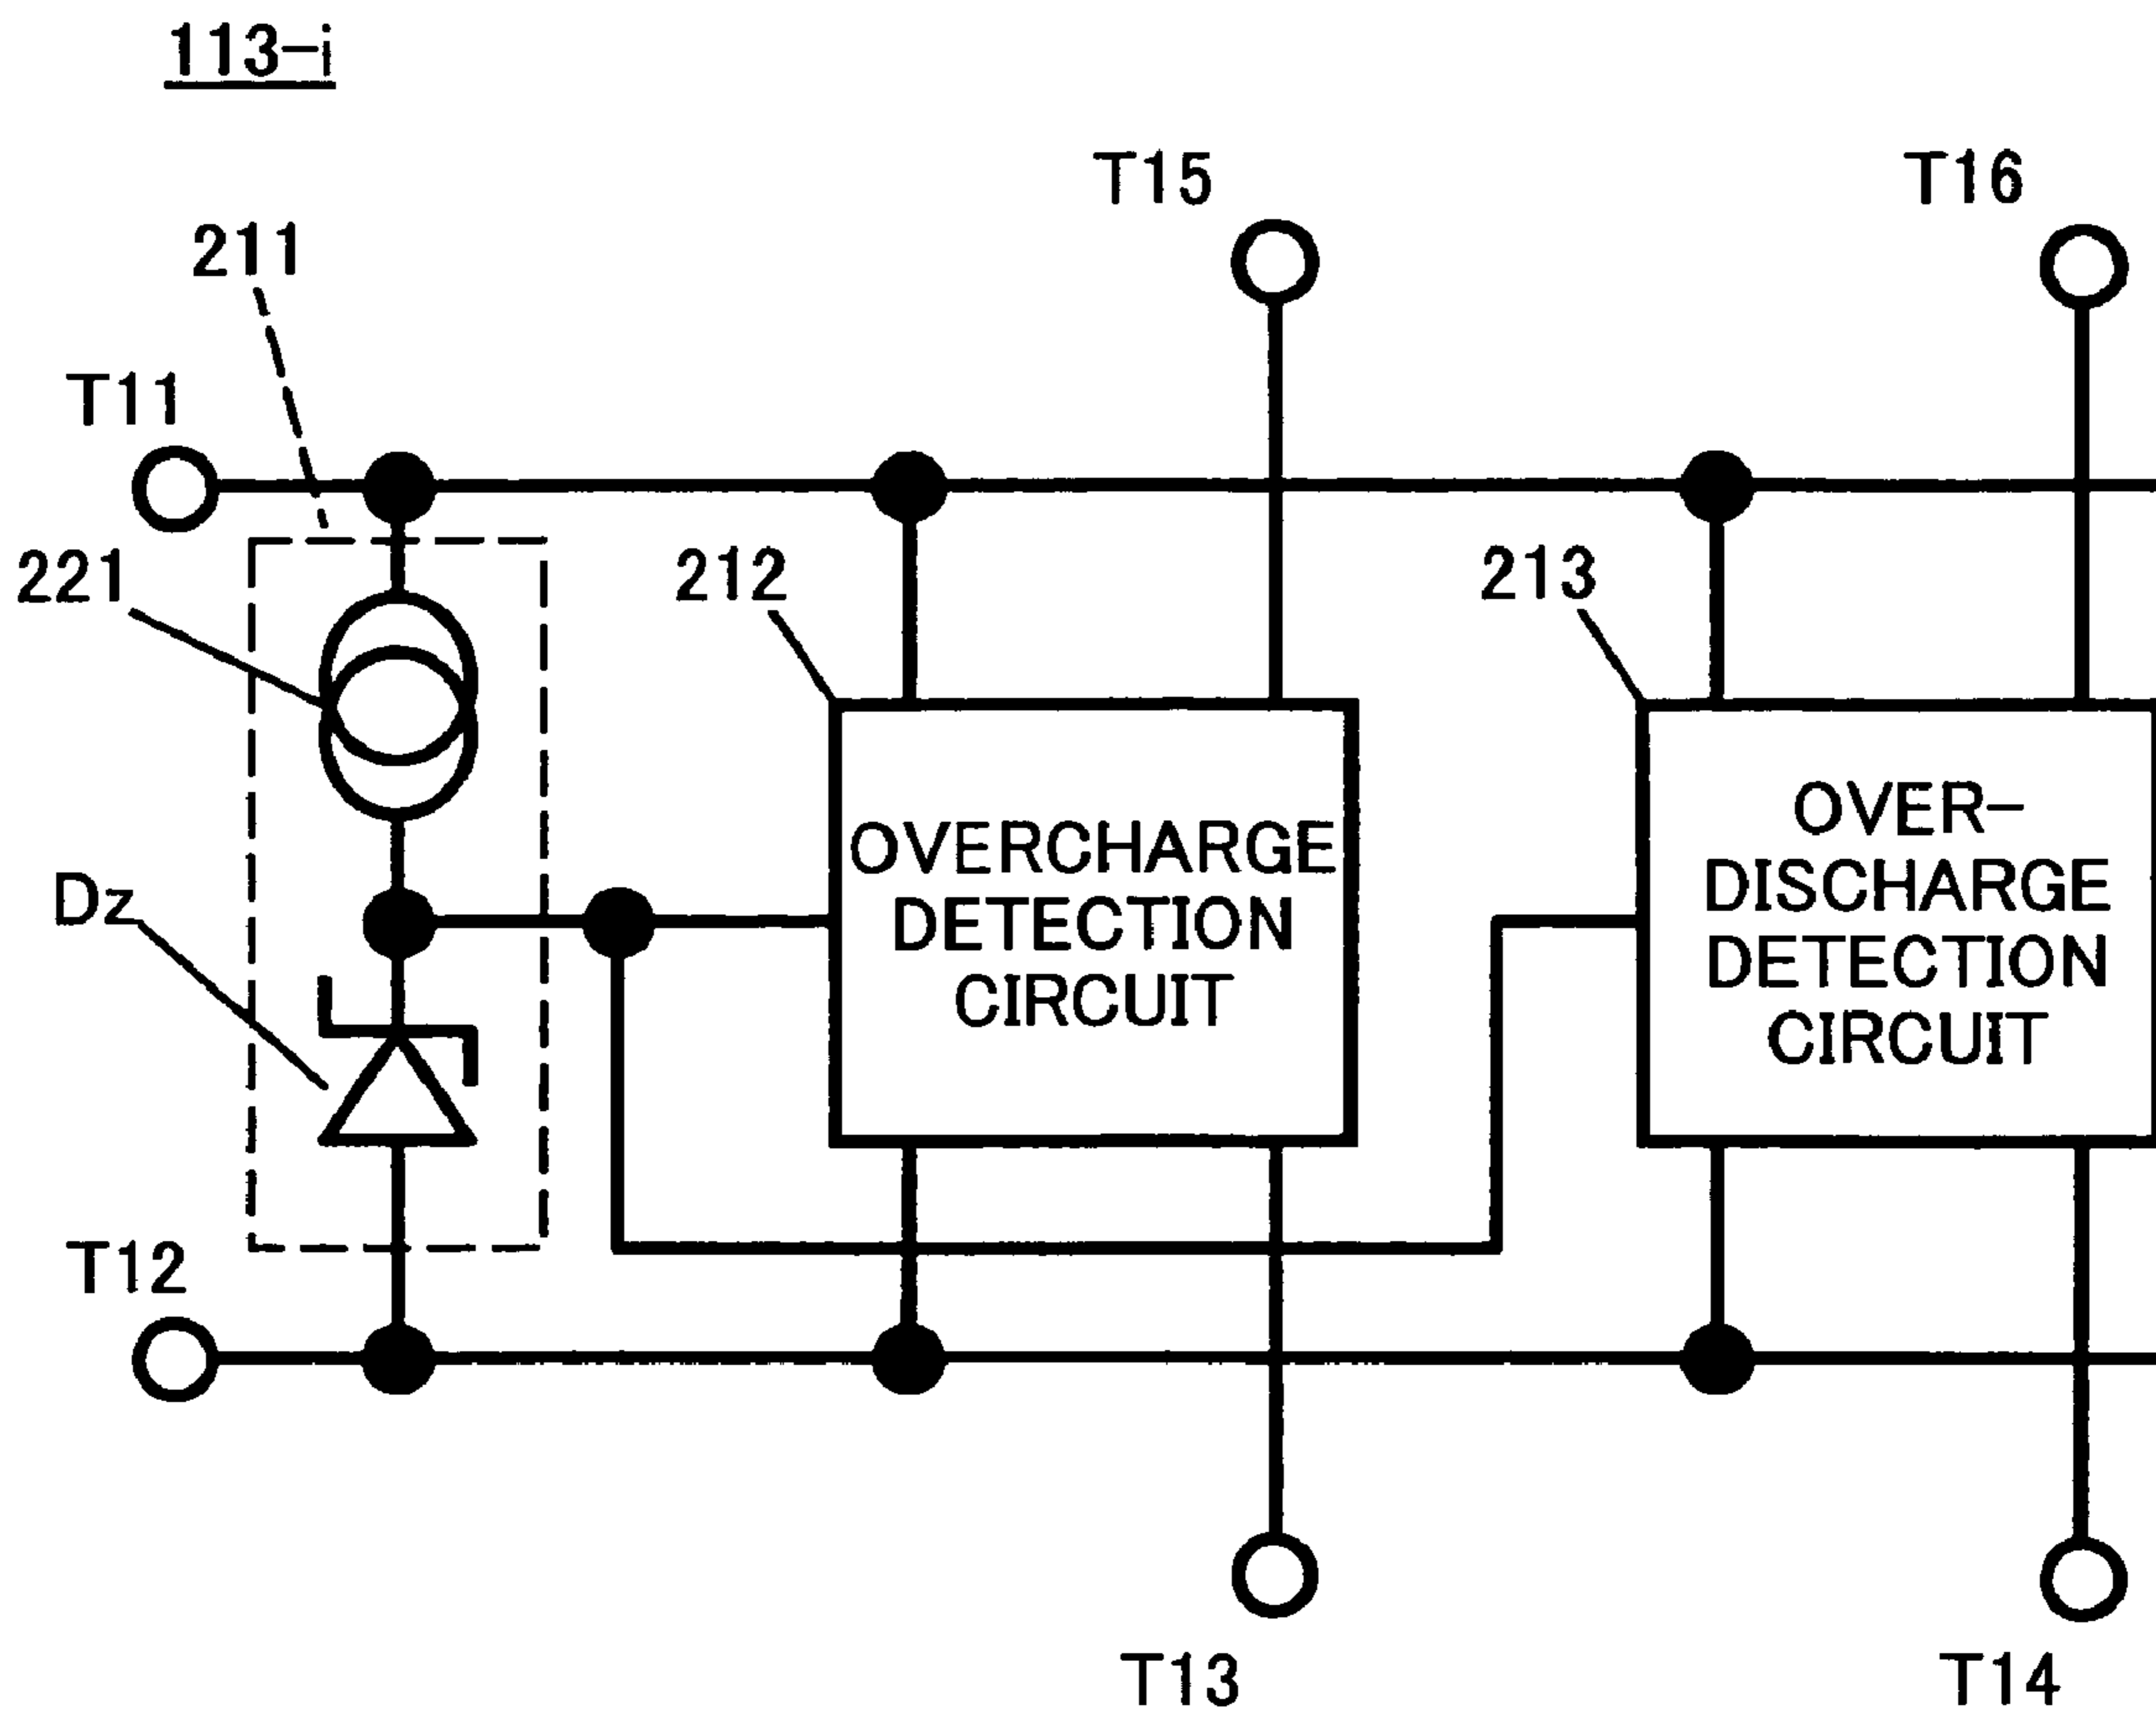 113-i
T15
T16
211
T11
221
212
213
OVERCHARGE
DETECTION
CIRCUIT
OVER-
DISCHARGE
DETECTION
CIRCUIT
Dz
T12
T13
T14